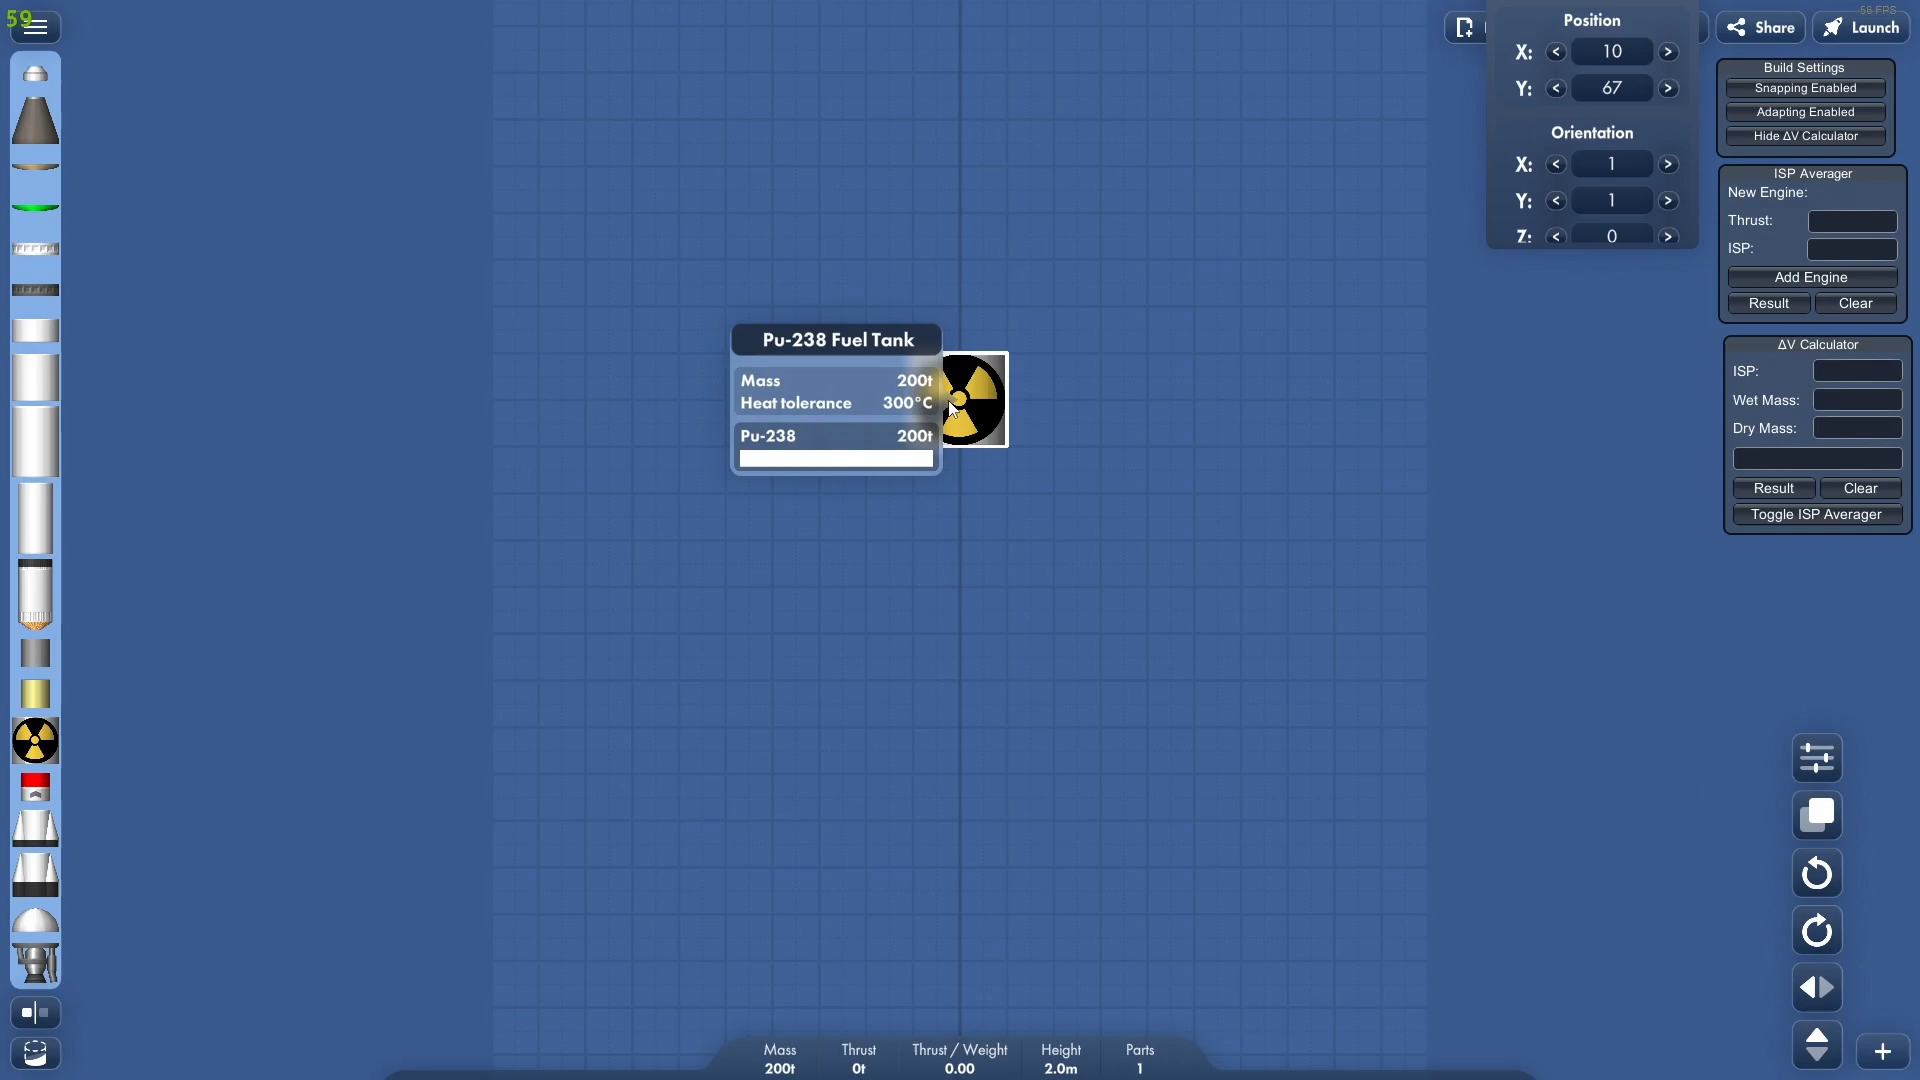 59
56 FPS
Position
X: < 10 >
Y: < 67 >
Orientation
X: < 1 >
Y: < 1 >
Z: < 0 >
Share
Launch
Build Settings
Snapping Enabled
Adapting Enabled
Hide ΔV Calculator
ISP Averager
New Engine:
Thrust:
ISP:
Add Engine
Result Clear
ΔV Calculator
ISP:
Wet Mass:
Dry Mass:
Result Clear
Toggle ISP Averager
Pu-238 Fuel Tank
Mass 200t
Heat tolerance 300°C
Pu-238 200t
Mass Thrust Thrust / Weight Height Parts
200t 0t 0.00 2.0m 1